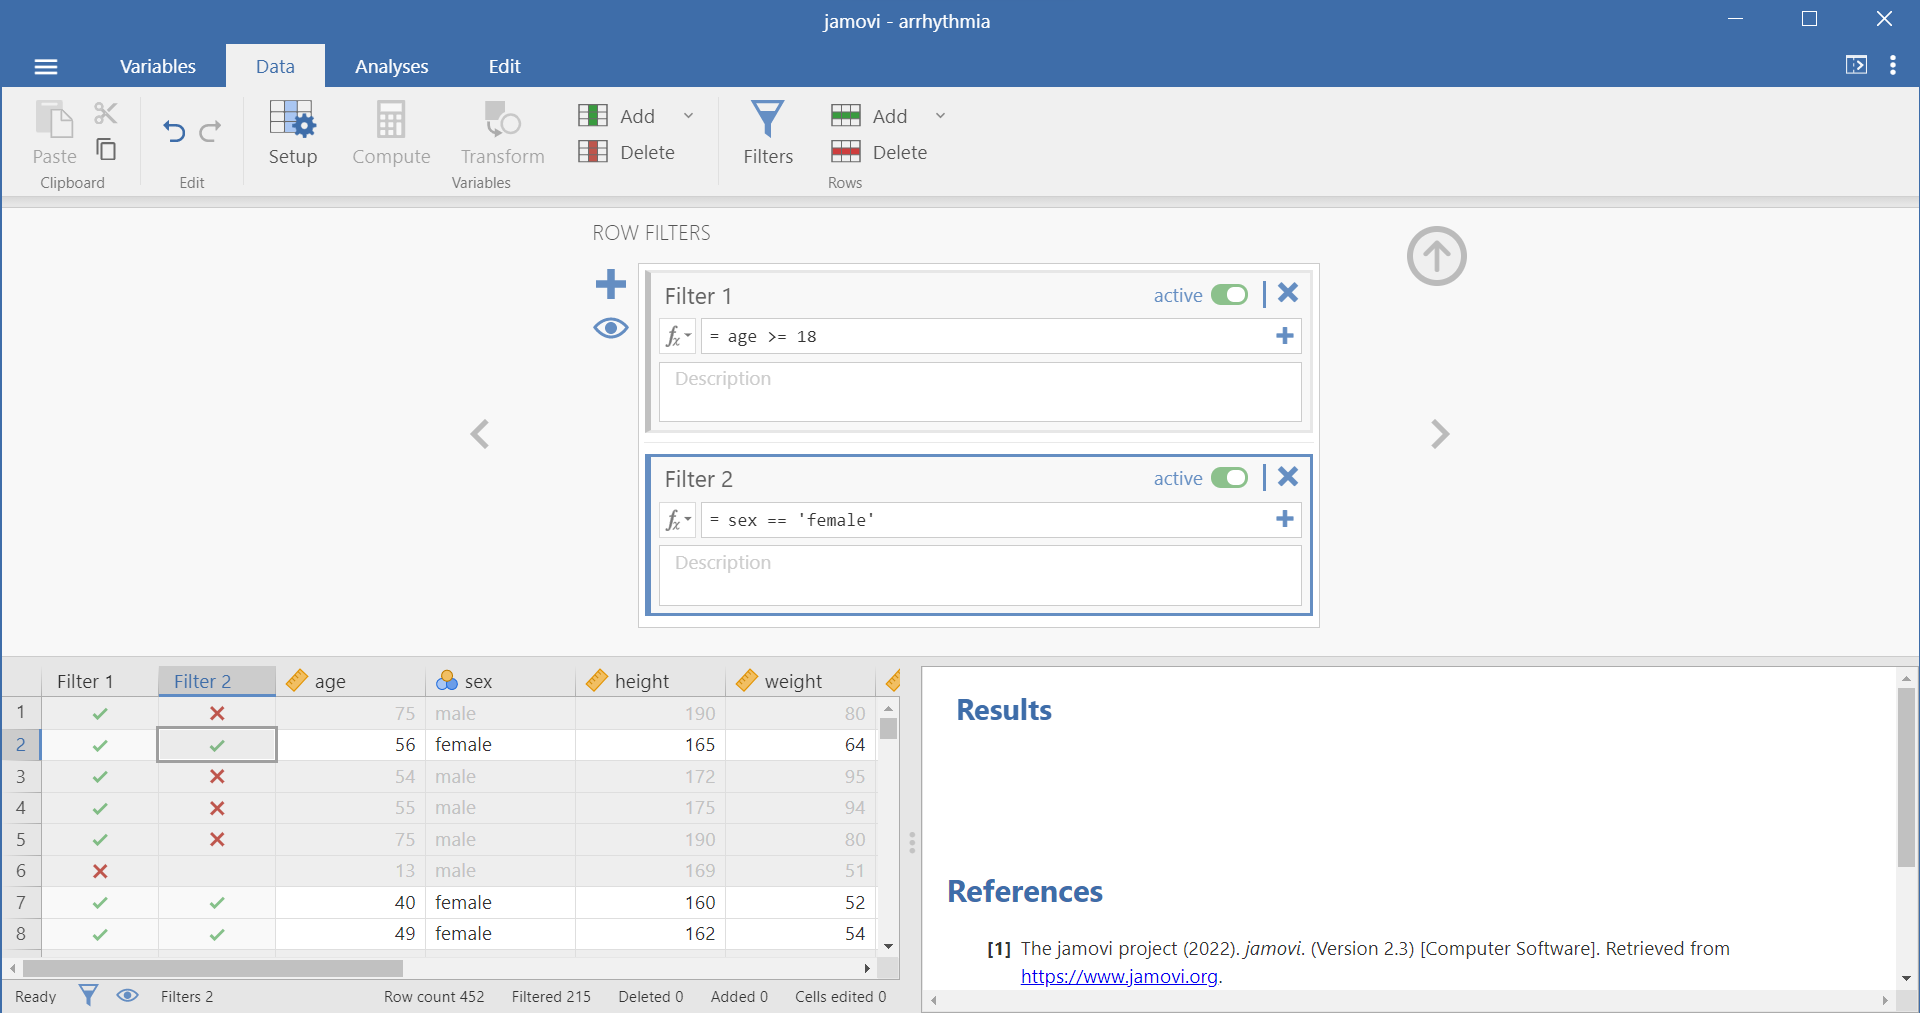 jamovi - arrhythmia
Variables Data Analyses Edit
Paste Setup Compute Transform Add Delete Filters Add Delete
Clipboard Edit Variables Rows
ROW FILTERS
Filter 1 active
fx = age >= 18
Description
Filter 2 active
fx = sex == 'female'
Description
Filter 1 Filter 2 age sex height weight
1 75 male 190 80
2 56 female 165 64
3 54 male 172 95
4 55 male 175 94
5 75 male 190 80
6 13 male 169 51
7 40 female 160 52
8 49 female 162 54
Ready Filters 2 Row count 452 Filtered 215 Deleted 0 Added 0 Cells edited 0
Results
References
[1] The jamovi project (2022). jamovi. (Version 2.3) [Computer Software]. Retrieved from
https://www.jamovi.org.